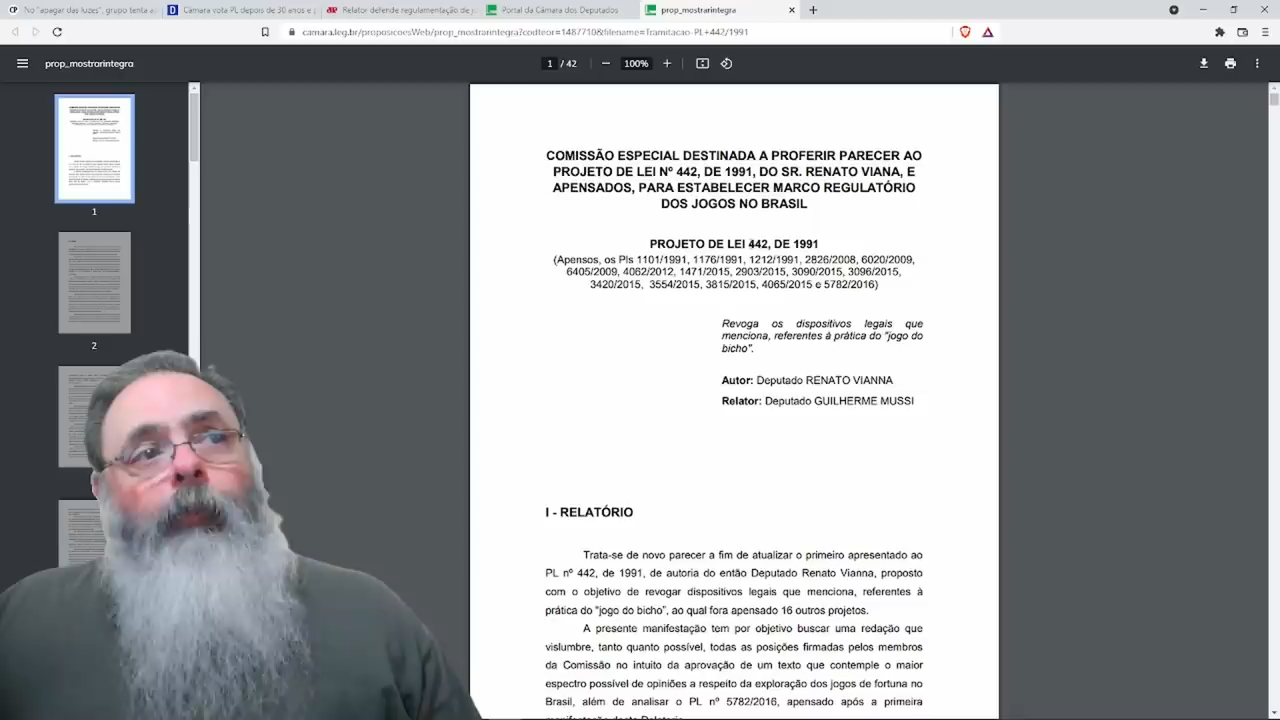 No "apagar das luzes", grupo tenta a
Câmara vota PL depois de 30 anos e
Relator defende regulamentação de j
Portal da Câmara dos Deputados
prop_mostrarintegra
camara.leg.br/proposicoesWeb/prop_mostrarintegra?codteor=1487710&filename=Tramitacao-PL+442/1991
prop_mostrarintegra
1 / 42
100%
1
2
COMISSÃO ESPECIAL DESTINADA A PROFERIR PARECER AO
PROJETO DE LEI Nº 442, DE 1991, DO SR. RENATO VIANA, E
APENSADOS, PARA ESTABELECER MARCO REGULATÓRIO
DOS JOGOS NO BRASIL
PROJETO DE LEI 442, DE 1991
(Apensos, os Pls 1101/1991, 1176/1991, 1212/1991, 2826/2008, 6020/2009,
6405/2009, 4062/2012, 1471/2015, 2903/2015, 3090/2015, 3096/2015,
3420/2015, 3554/2015, 3815/2015, 4065/2015 e 5782/2016)
Revoga os dispositivos legais que
menciona, referentes à prática do "jogo do
bicho".
Autor: Deputado RENATO VIANNA
Relator: Deputado GUILHERME MUSSI
I - RELATÓRIO
Trata-se de novo parecer a fim de atualizar o primeiro apresentado ao
PL nº 442, de 1991, de autoria do então Deputado Renato Vianna, proposto
com o objetivo de revogar dispositivos legais que menciona, referentes à
prática do "jogo do bicho", ao qual fora apensado 16 outros projetos.
A presente manifestação tem por objetivo buscar uma redação que
vislumbre, tanto quanto possível, todas as posições firmadas pelos membros
da Comissão no intuito da aprovação de um texto que contemple o maior
espectro possível de opiniões a respeito da exploração dos jogos de fortuna no
Brasil, além de analisar o PL nº 5782/2016, apensado após a primeira